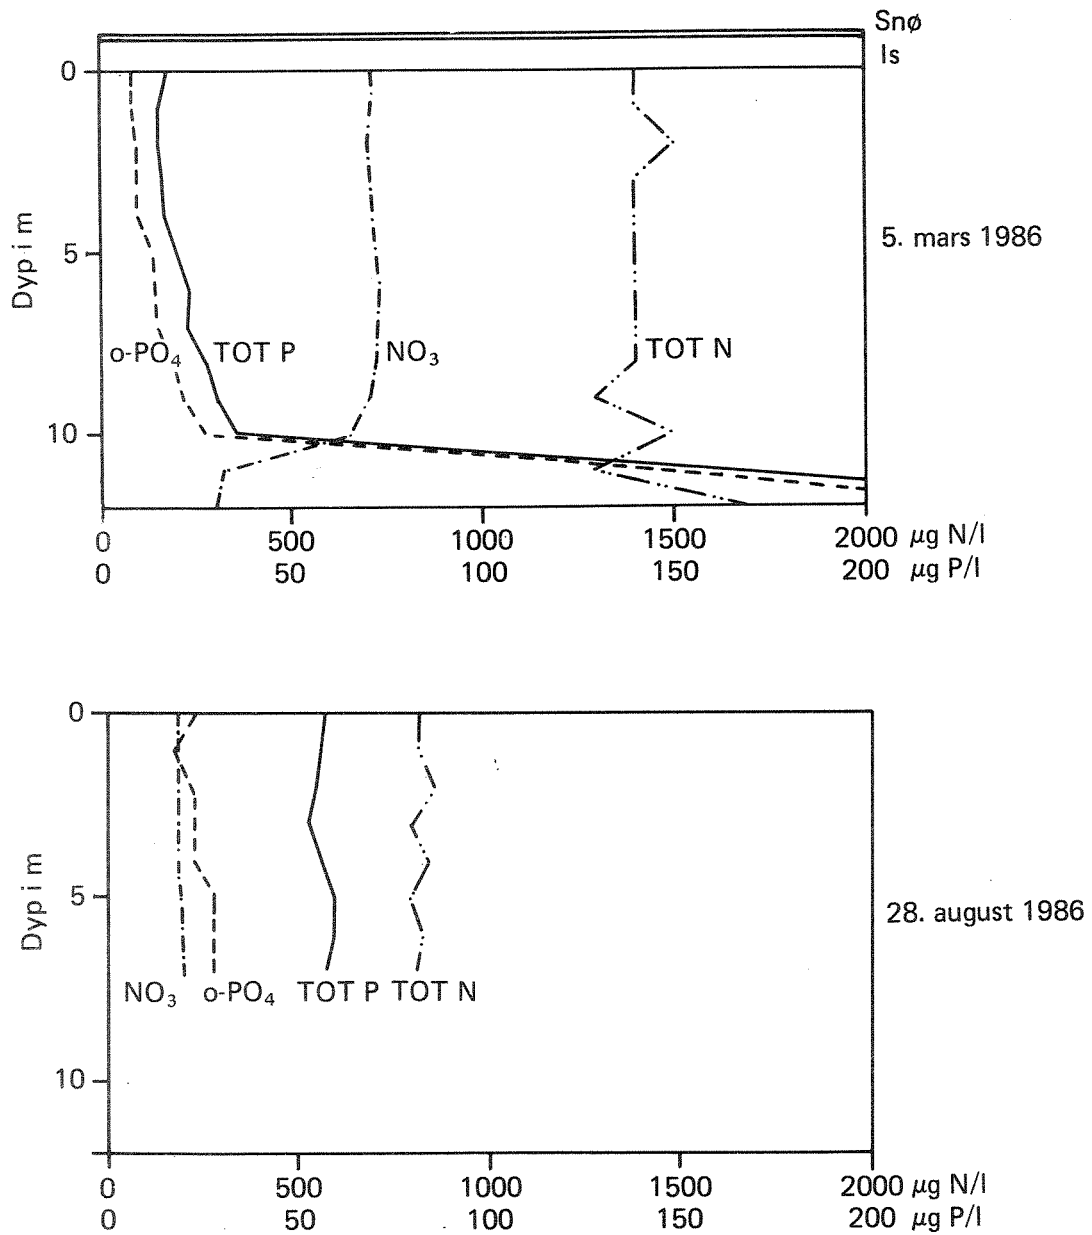 Snø
Is
0
5
10
Dyp i m
5. mars 1986
o-PO₄ TOT P NO₃ TOT N
0 500 1000 1500 2000 µg N/l
0 50 100 150 200 µg P/l
0
5
10
Dyp i m
28. august 1986
NO₃ o-PO₄ TOT P TOT N
0 500 1000 1500 2000 µg N/l
0 50 100 150 200 µg P/l